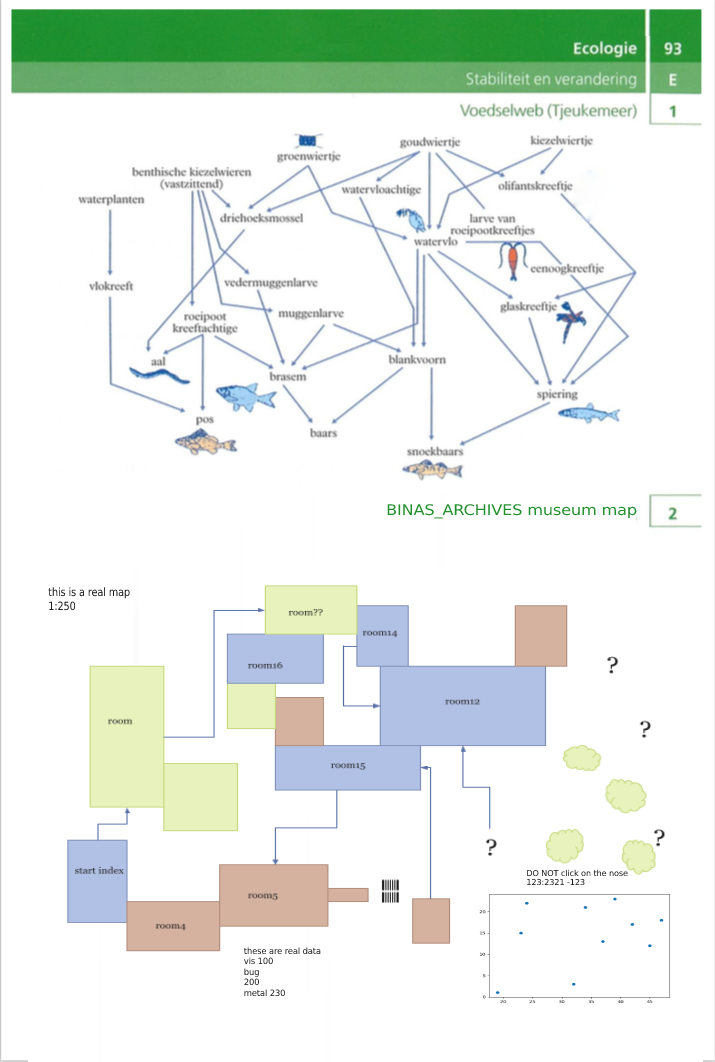 Ecologie 93
Stabiliteit en verandering E
Voedselweb (Tjeukemeer) 1
groenwiertje
goudwiertje
kiezelwiertje
benthische kiezelwieren
(vastzittend)
waterplanten
driehoeksmossel
watervloachtige
olifantskreeftje
larve van
roeipootkreeftjes
watervlo
eenoogkreeftje
vlokreeft
vedermuggenlarve
glaskreeftje
roeipoot
kreeftachtige
muggenlarve
aal
brasem
blankvoorn
spiering
pos
baars
snoekbaars
BINAS_ARCHIVES museum map 2
this is a real map
1:250
room??
room14
room16
room12
room
room15
?
?
?
?
start index
room5
room4
DO NOT click on the nose
123:2321 -123
these are real data
vis 100
bug
200
metal 230
20
15
10
5
0
20 25 30 35 40 45